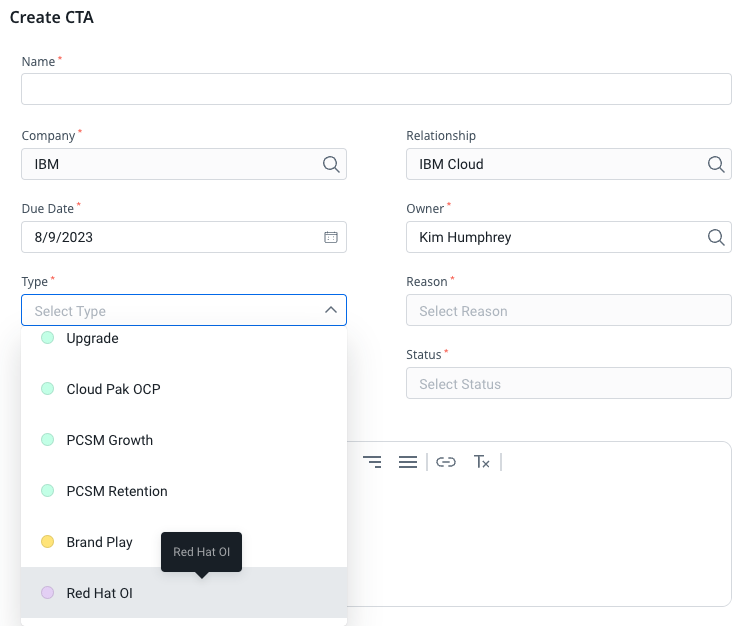 Create CTA
Name *
Company * Relationship
IBM IBM Cloud
Due Date * Owner *
8/9/2023 Kim Humphrey
Type * Reason *
Select Type Select Reason
Upgrade
Status *
Cloud Pak OCP Select Status
PCSM Growth
Tx
PCSM Retention
Brand Play
Red Hat OI
Red Hat OI